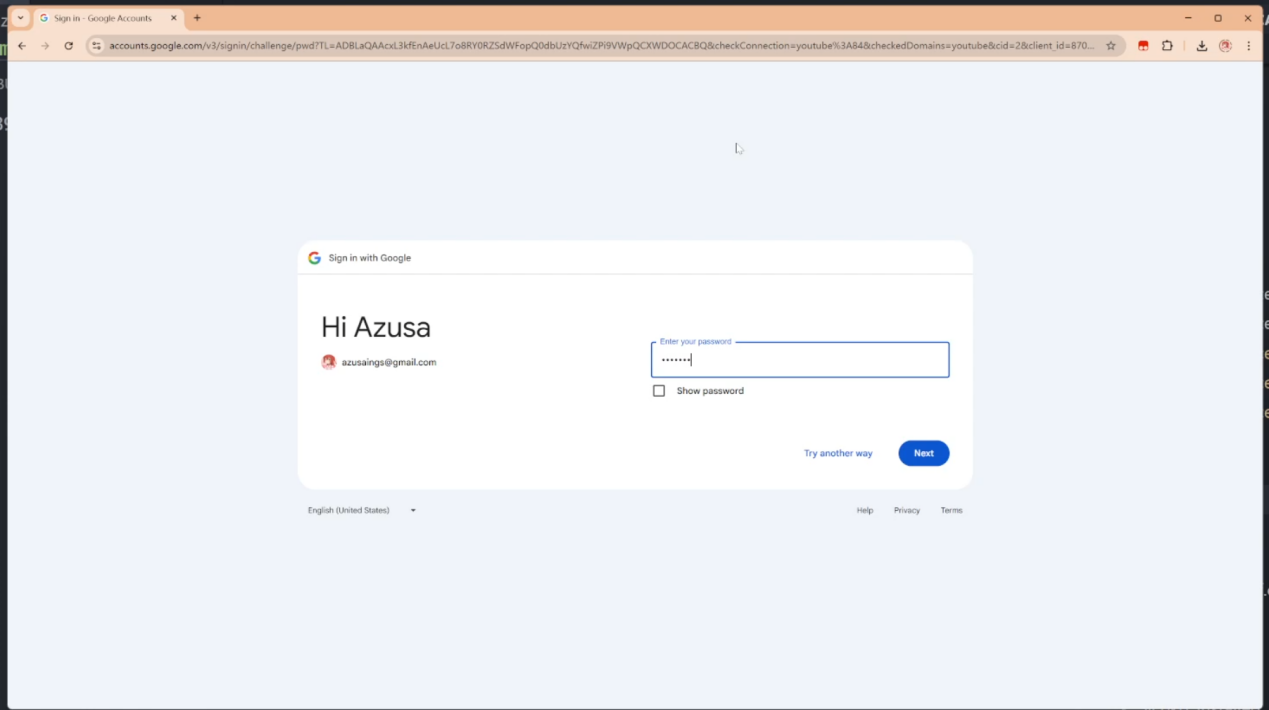 Sign in - Google Accounts
accounts.google.com/v3/signin/challenge/pwd?TL=ADBLaQAAcxL3kfEnAeUcL7o8RY0RZSdWFopQ0dbUzYQfwiZPi9VWpQCXWDOCACBQ&checkConnection=youtube%3A84&checkedDomains=youtube&cid=2&client_id=870...
Sign in with Google
Hi Azusa
azusaings@gmail.com
Enter your password
•••••••
Show password
Try another way
Next
English (United States)
Help
Privacy
Terms